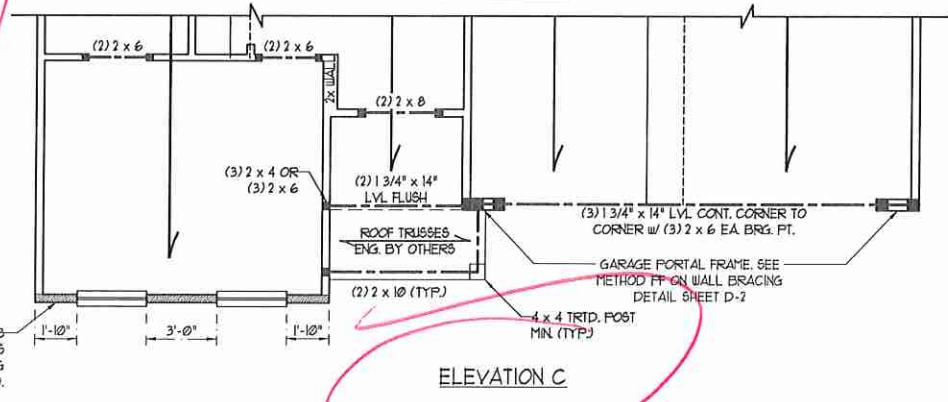 (2) 2 x 6
(2) 2 x 6
2x WALL
(2) 2 x 8
(3) 2 x 4 OR
(3) 2 x 6
(2) 1 3/4" x 14"
LVL FLUSH
(3) 1 3/4" x 14" LVL CONT. CORNER TO
CORNER w/ (3) 2 x 6 EA. BRG. PT.
ROOF TRUSSES
ENG. BY OTHERS
GARAGE PORTAL FRAME. SEE
METHOD PF ON WALL BRACING
DETAIL SHEET D-2
(2) 2 x 10 (TYP.)
4 x 4 TRTD. POST
MIN. (TYP.)
1'-10"
3'-0"
1'-10"
ELEVATION C